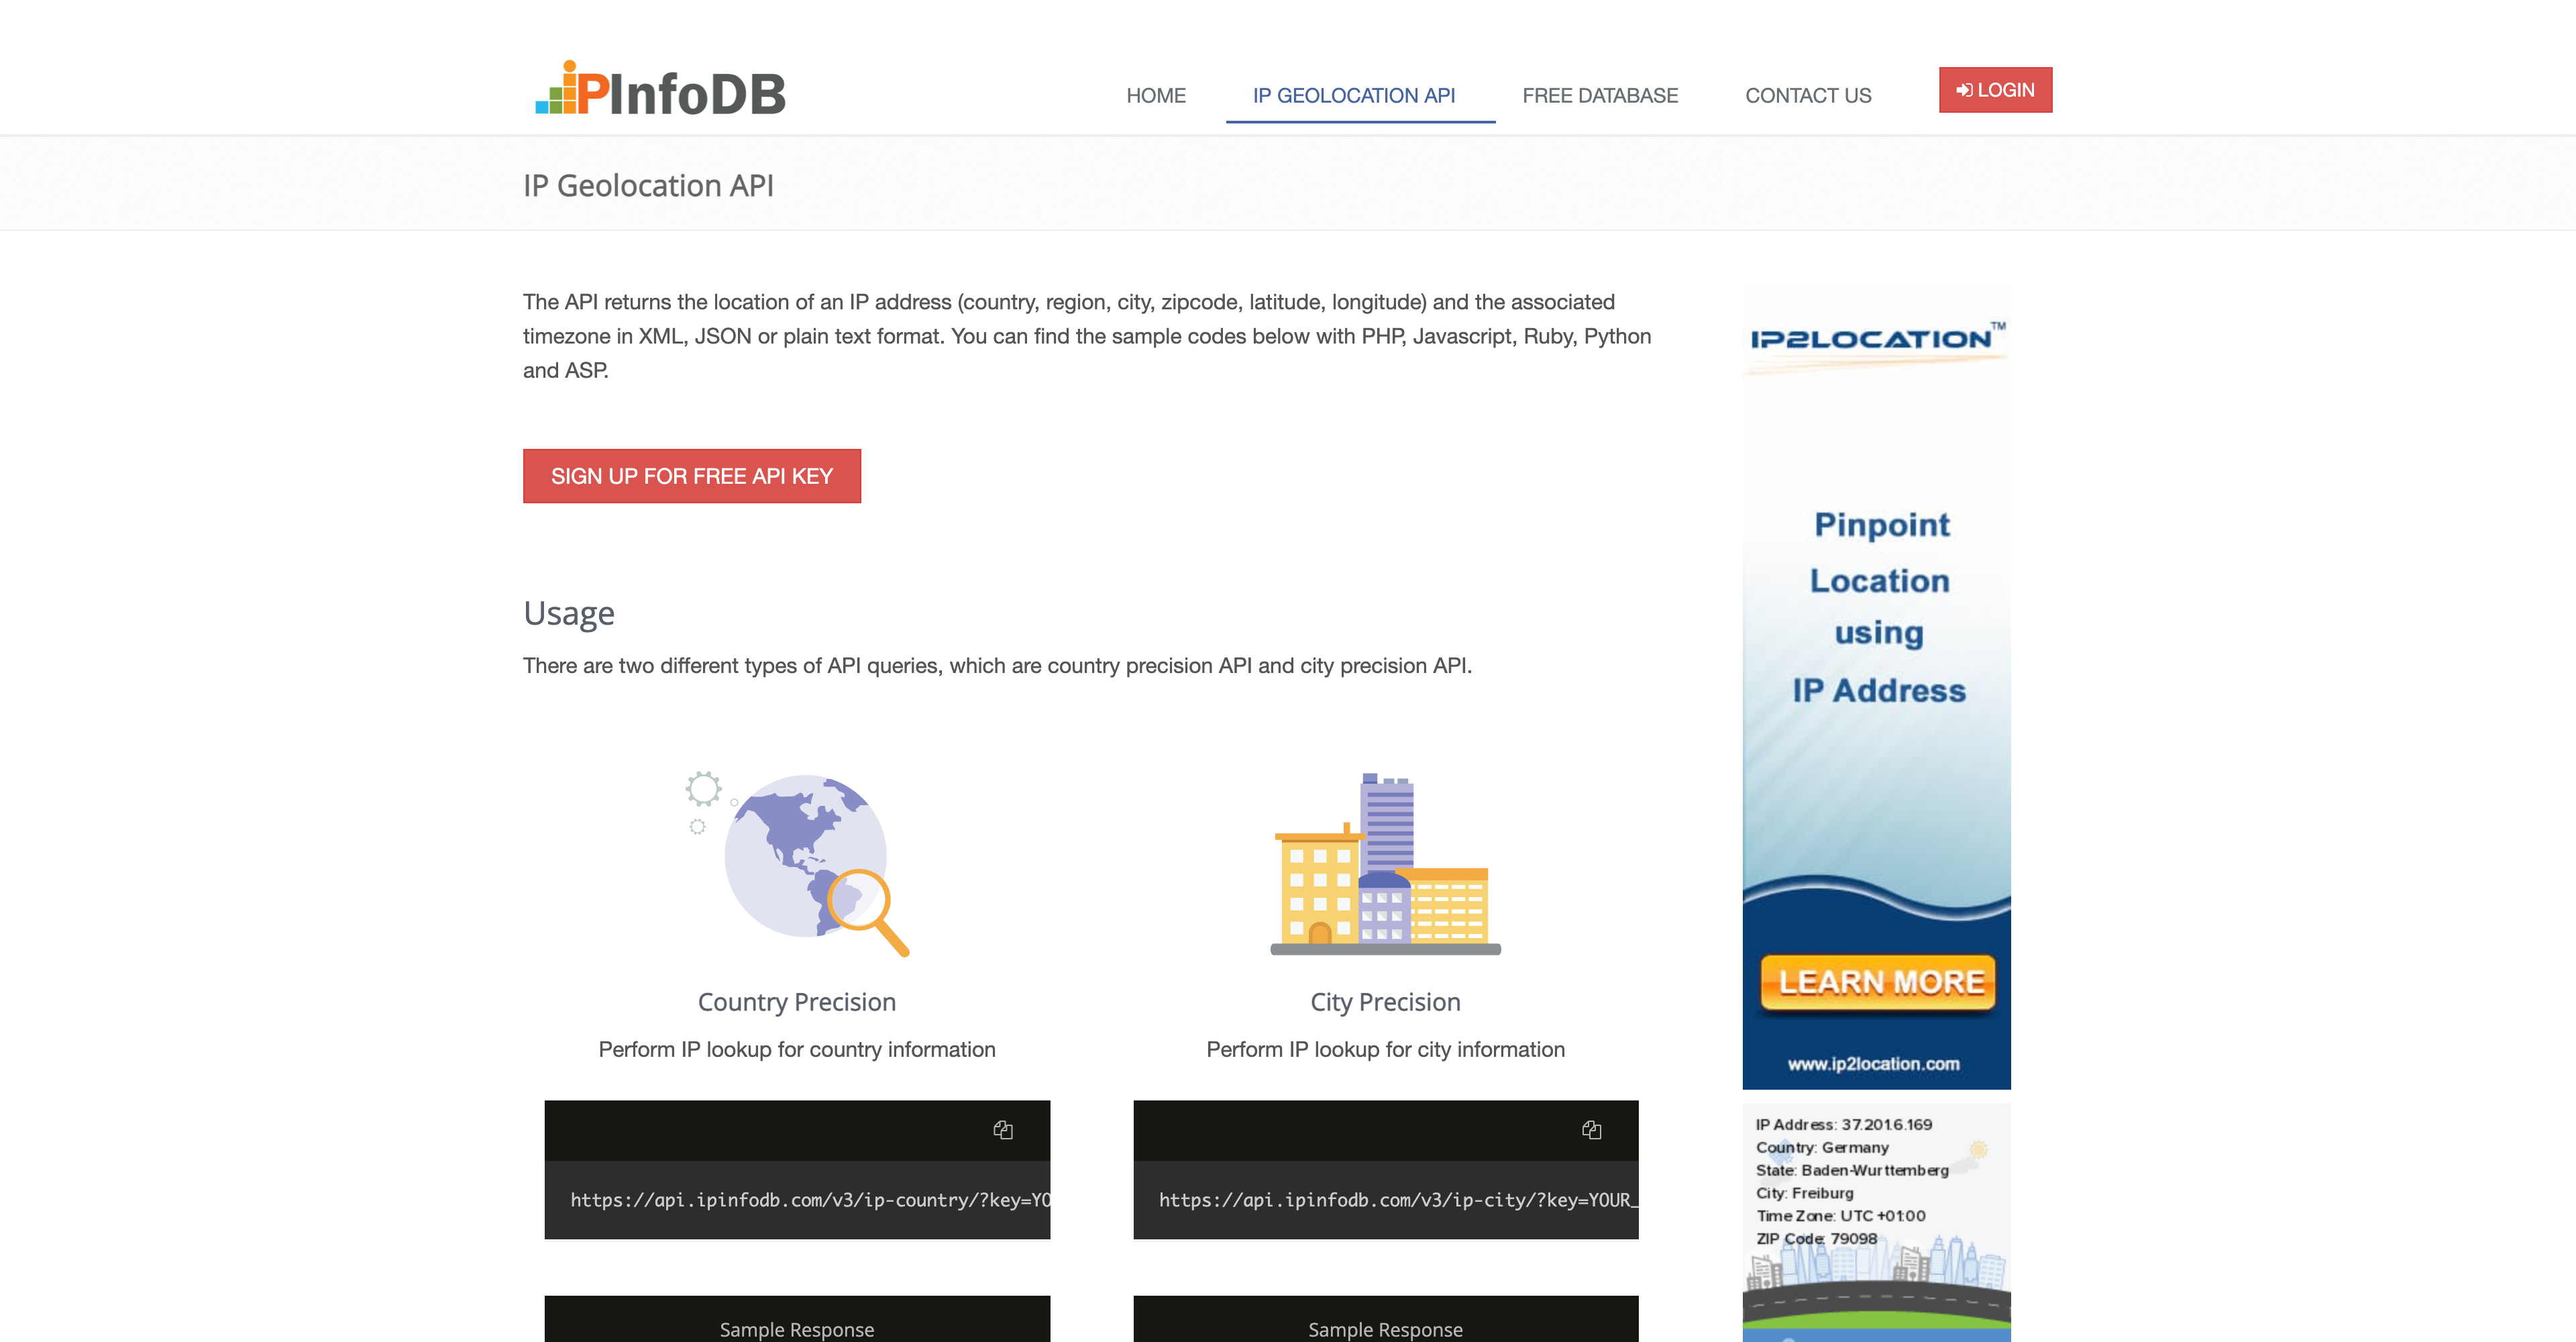 iPInfoDB
HOME
IP GEOLOCATION API
FREE DATABASE
CONTACT US
LOGIN
IP Geolocation API
The API returns the location of an IP address (country, region, city, zipcode, latitude, longitude) and the associated
timezone in XML, JSON or plain text format. You can find the sample codes below with PHP, Javascript, Ruby, Python
and ASP.
SIGN UP FOR FREE API KEY
Usage
There are two different types of API queries, which are country precision API and city precision API.
Country Precision
Perform IP lookup for country information
https://api.ipinfodb.com/v3/ip-country/?key=YO
Sample Response
City Precision
Perform IP lookup for city information
https://api.ipinfodb.com/v3/ip-city/?key=YOUR_
Sample Response
IP2LOCATION™
Pinpoint
Location
using
IP Address
LEARN MORE
www.ip2location.com
IP Address: 37.201.6.169
Country: Germany
State: Baden-Wurttemberg
City: Freiburg
Time Zone: UTC +01:00
ZIP Code: 79098